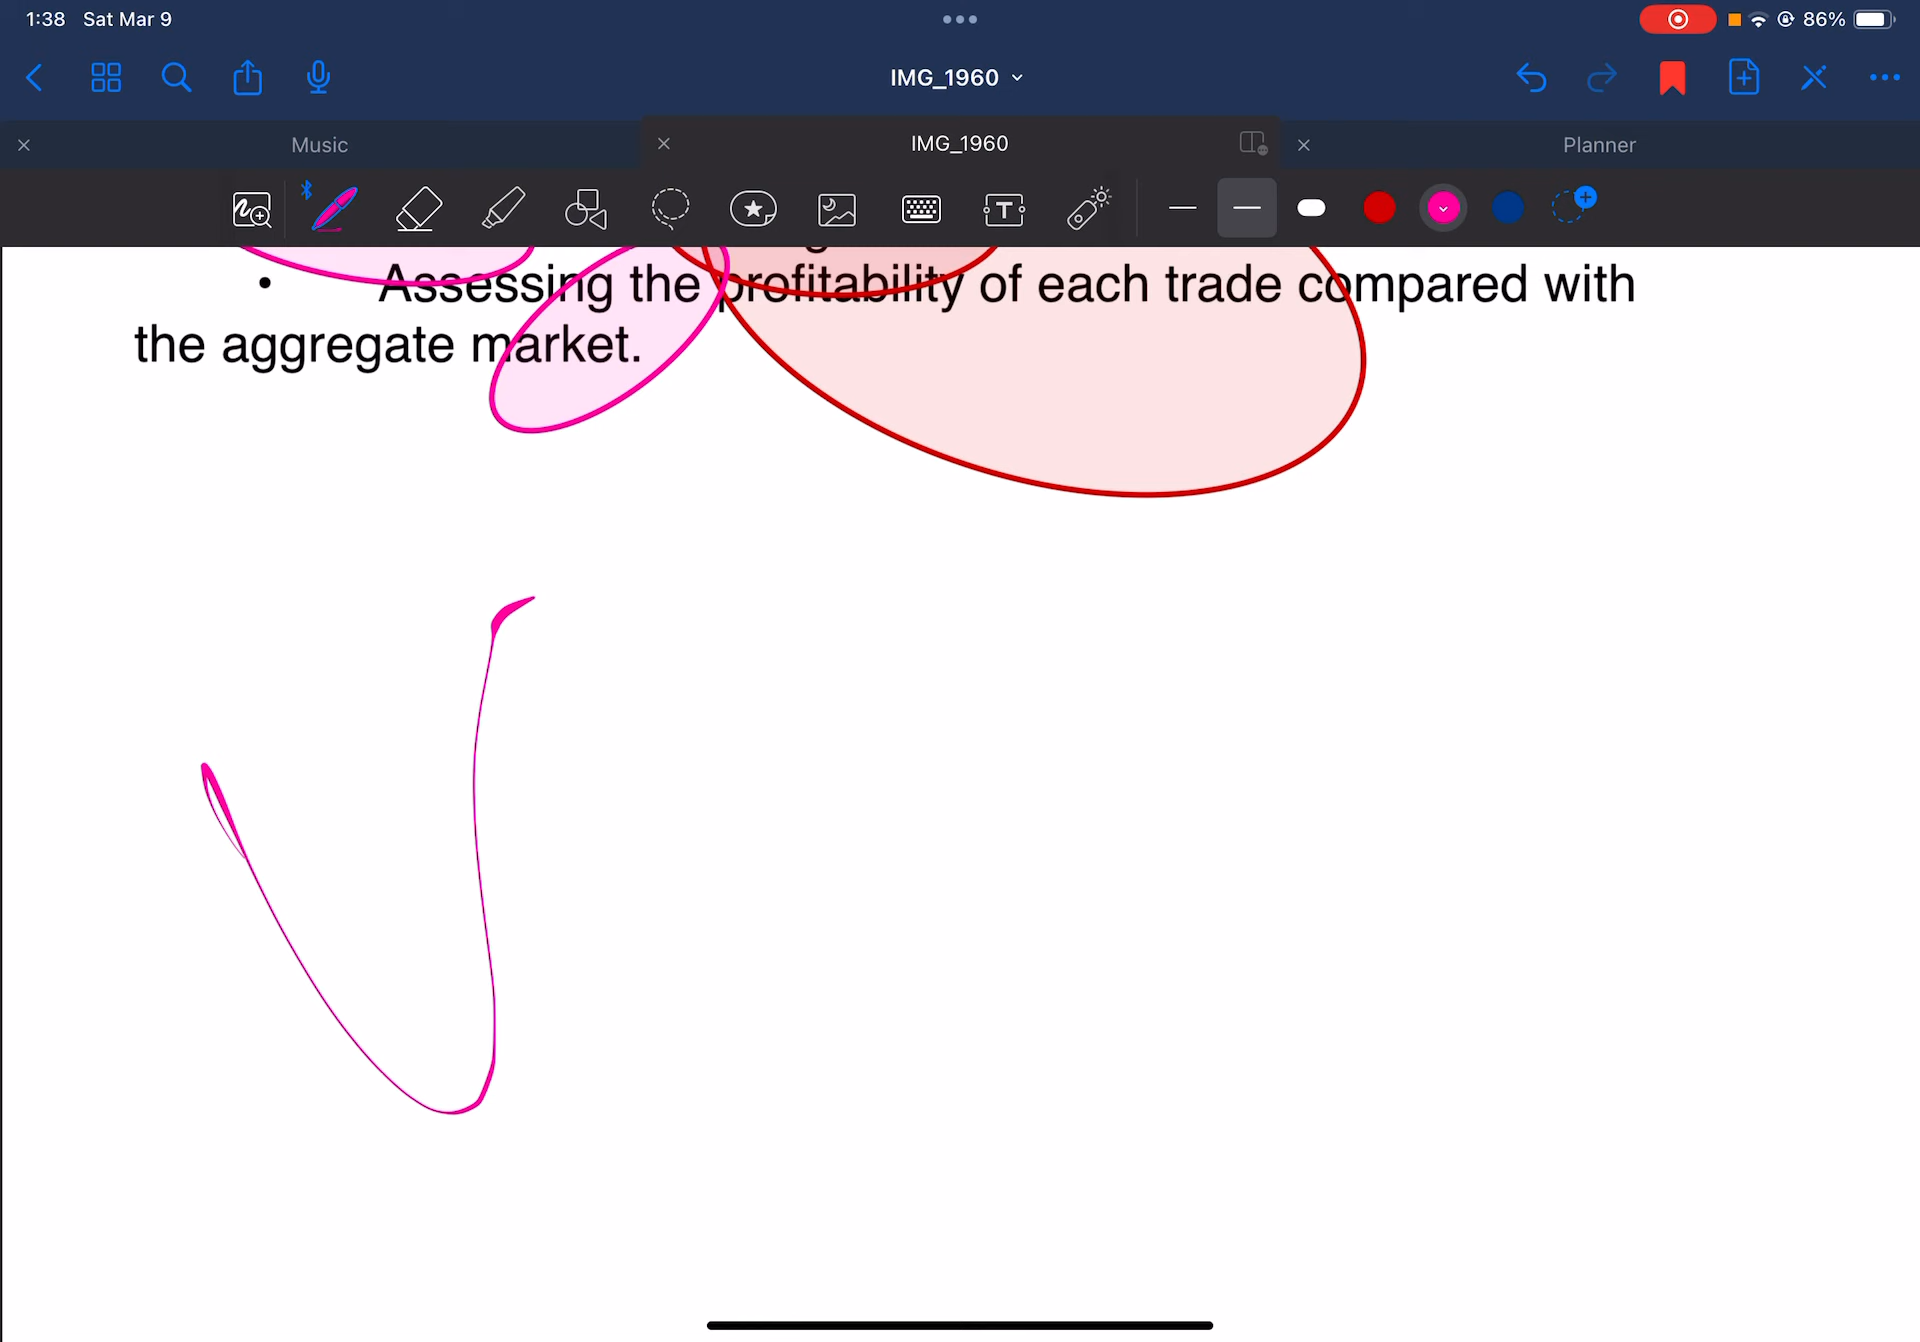 1:38 Sat Mar 9 86%
IMG_1960
Music IMG_1960 Planner
• Assessing the profitability of each trade compared with
the aggregate market.